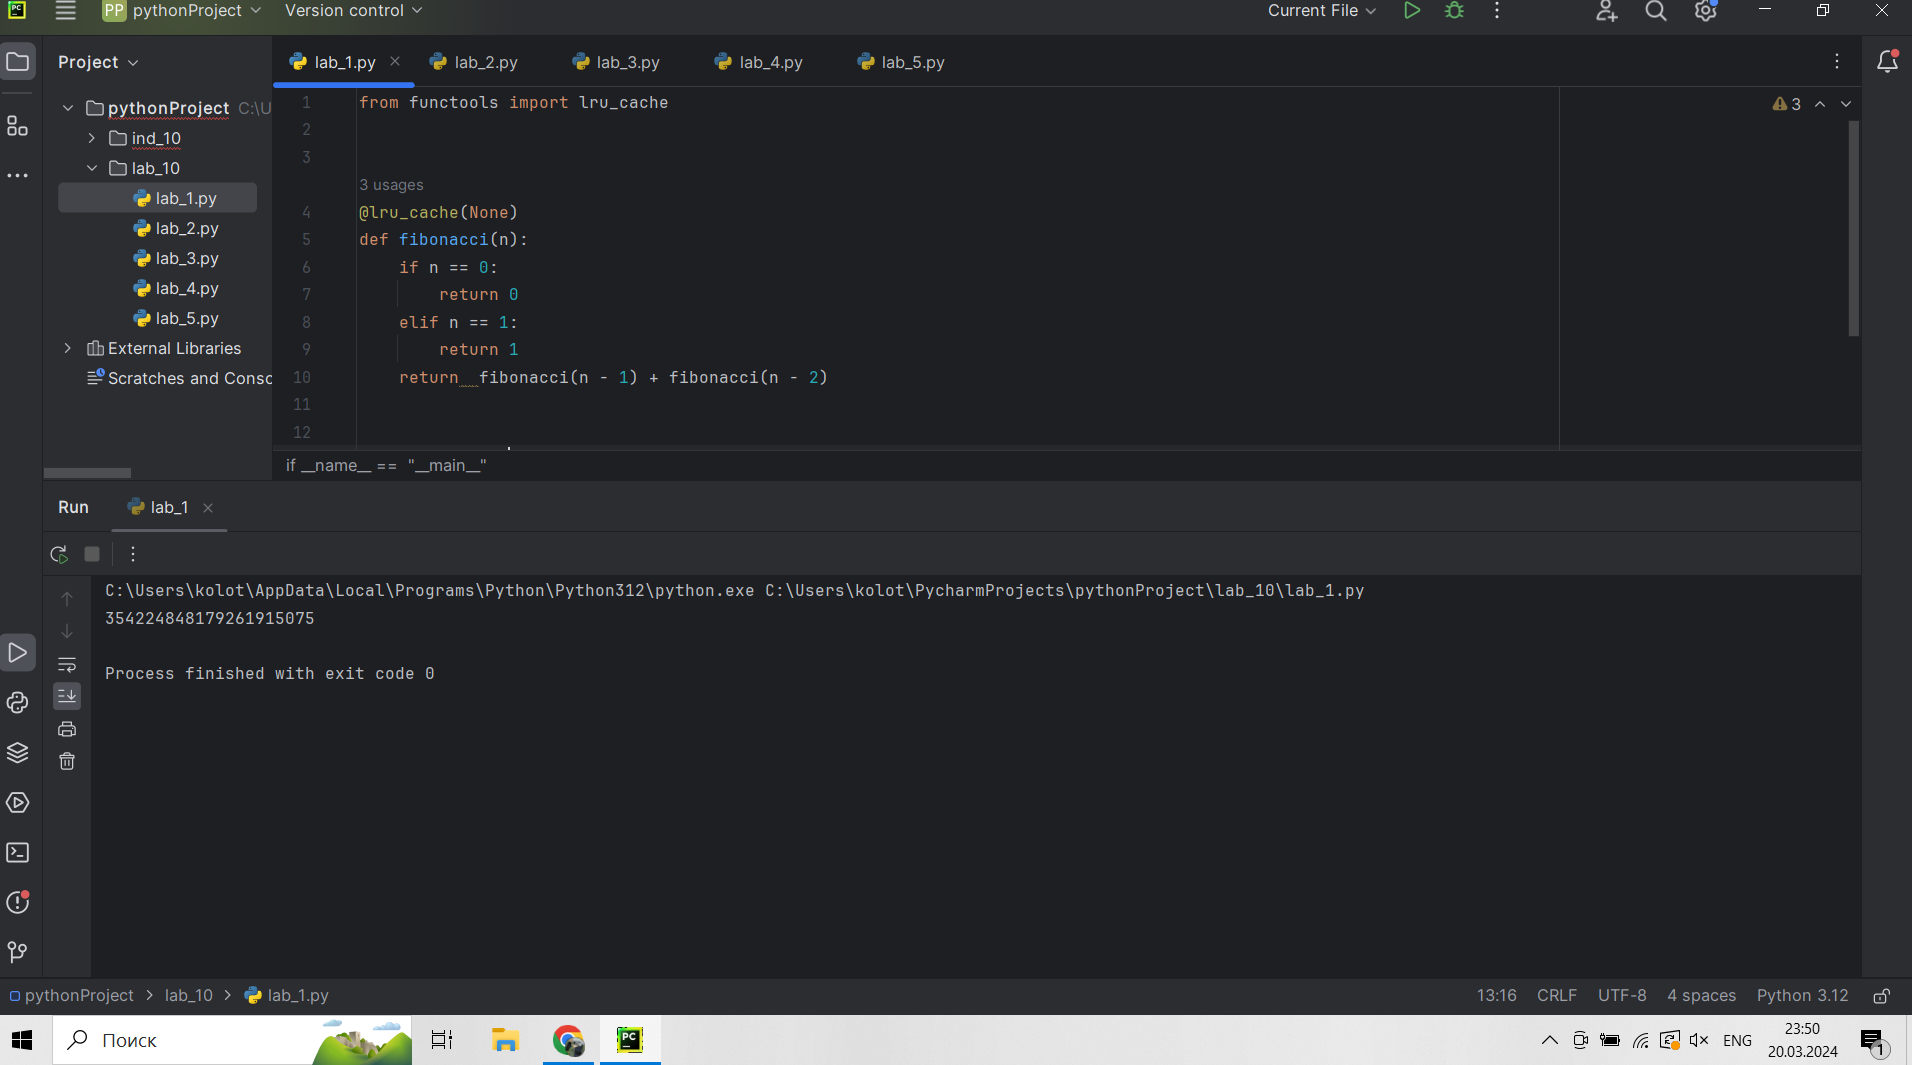 PC
PP pythonProject Version control Current File
Project
lab_1.py lab_2.py lab_3.py lab_4.py lab_5.py
pythonProject C:\U
ind_10
lab_10
lab_1.py
lab_2.py
lab_3.py
lab_4.py
lab_5.py
External Libraries
Scratches and Consc
3
1 from functools import lru_cache
2
3
3 usages
4 @lru_cache(None)
5 def fibonacci(n):
6 if n == 0:
7 return 0
8 elif n == 1:
9 return 1
10 return  fibonacci(n - 1) + fibonacci(n - 2)
11
12
if __name__ == "__main__"
Run lab_1
C:\Users\kolot\AppData\Local\Programs\Python\Python312\python.exe C:\Users\kolot\PycharmProjects\pythonProject\lab_10\lab_1.py
354224848179261915075
Process finished with exit code 0
pythonProject > lab_10 > lab_1.py 13:16 CRLF UTF-8 4 spaces Python 3.12
Поиск
PC
ENG
23:50
20.03.2024
1